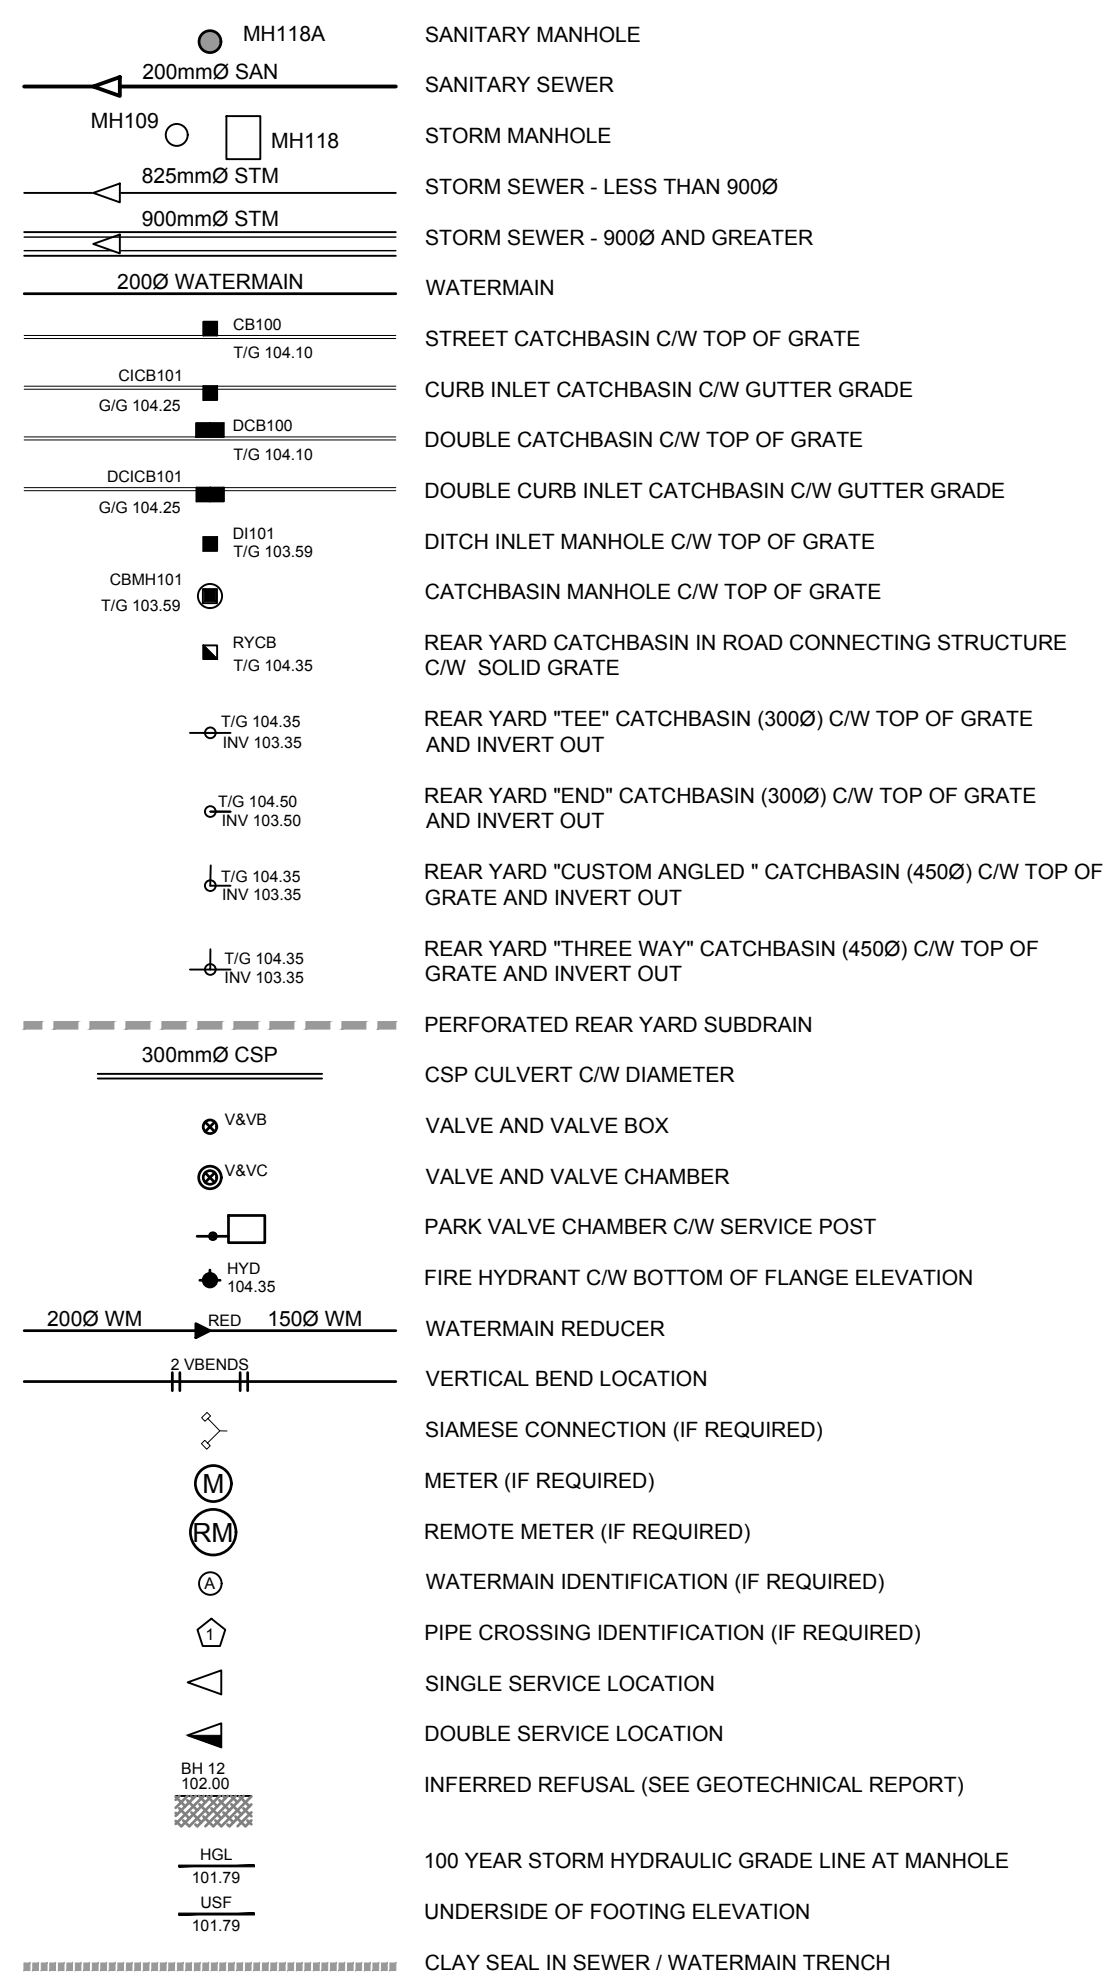 MH118A SANITARY MANHOLE
200mmØ SAN SANITARY SEWER
MH109 MH118 STORM MANHOLE
825mmØ STM STORM SEWER - LESS THAN 900Ø
900mmØ STM STORM SEWER - 900Ø AND GREATER
200Ø WATERMAIN WATERMAIN
CB100
T/G 104.10
STREET CATCHBASIN C/W TOP OF GRATE
CICB101
G/G 104.25
CURB INLET CATCHBASIN C/W GUTTER GRADE
DCB100
T/G 104.10
DOUBLE CATCHBASIN C/W TOP OF GRATE
DCICB101
G/G 104.25
DOUBLE CURB INLET CATCHBASIN C/W GUTTER GRADE
DI101
T/G 103.59
DITCH INLET MANHOLE C/W TOP OF GRATE
CBMH101
T/G 103.59
CATCHBASIN MANHOLE C/W TOP OF GRATE
RYCB
T/G 104.35
REAR YARD CATCHBASIN IN ROAD CONNECTING STRUCTURE
C/W SOLID GRATE
T/G 104.35
INV 103.35
REAR YARD "TEE" CATCHBASIN (300Ø) C/W TOP OF GRATE
AND INVERT OUT
T/G 104.50
INV 103.50
REAR YARD "END" CATCHBASIN (300Ø) C/W TOP OF GRATE
AND INVERT OUT
T/G 104.35
INV 103.35
REAR YARD "CUSTOM ANGLED " CATCHBASIN (450Ø) C/W TOP OF
GRATE AND INVERT OUT
T/G 104.35
INV 103.35
REAR YARD "THREE WAY" CATCHBASIN (450Ø) C/W TOP OF
GRATE AND INVERT OUT
PERFORATED REAR YARD SUBDRAIN
300mmØ CSP CSP CULVERT C/W DIAMETER
V&VB VALVE AND VALVE BOX
V&VC VALVE AND VALVE CHAMBER
PARK VALVE CHAMBER C/W SERVICE POST
HYD
104.35
FIRE HYDRANT C/W BOTTOM OF FLANGE ELEVATION
200Ø WM RED 150Ø WM WATERMAIN REDUCER
2 VBENDS VERTICAL BEND LOCATION
SIAMESE CONNECTION (IF REQUIRED)
M METER (IF REQUIRED)
RM REMOTE METER (IF REQUIRED)
A WATERMAIN IDENTIFICATION (IF REQUIRED)
1 PIPE CROSSING IDENTIFICATION (IF REQUIRED)
SINGLE SERVICE LOCATION
DOUBLE SERVICE LOCATION
BH 12
102.00
INFERRED REFUSAL (SEE GEOTECHNICAL REPORT)
HGL
101.79
100 YEAR STORM HYDRAULIC GRADE LINE AT MANHOLE
USF
101.79
UNDERSIDE OF FOOTING ELEVATION
CLAY SEAL IN SEWER / WATERMAIN TRENCH